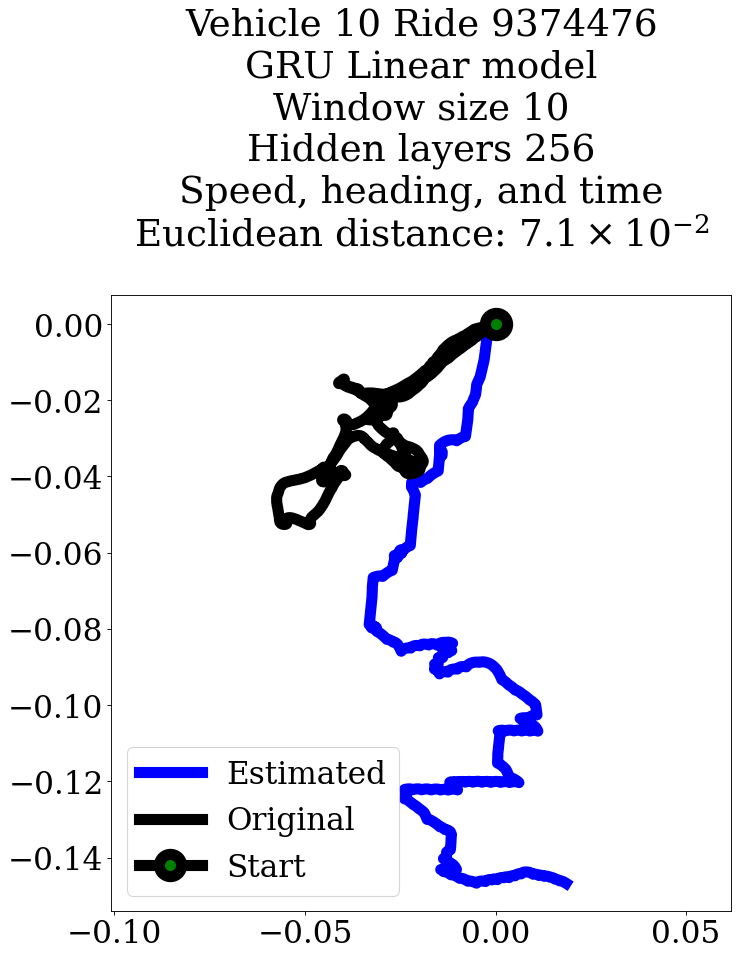 Vehicle 10 Ride 9374476
GRU Linear model
Window size 10
Hidden layers 256
Speed, heading, and time
Euclidean distance: 7.1 × 10⁻²
0.00
−0.02
−0.04
−0.06
−0.08
−0.10
−0.12
−0.14
Estimated
Original
Start
−0.10
−0.05
0.00
0.05